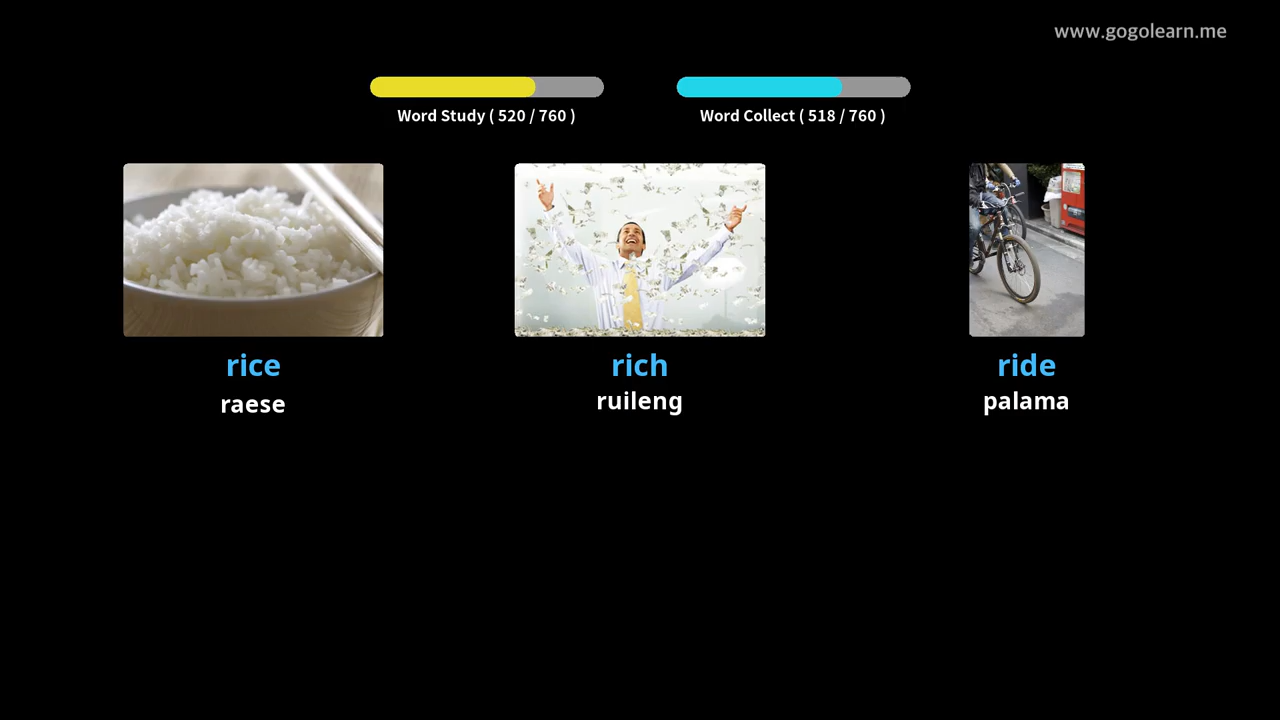 www.gogolearn.me
Word Study ( 520 / 760 )
Word Collect ( 518 / 760 )
rice
raese
rich
ruileng
ride
palama